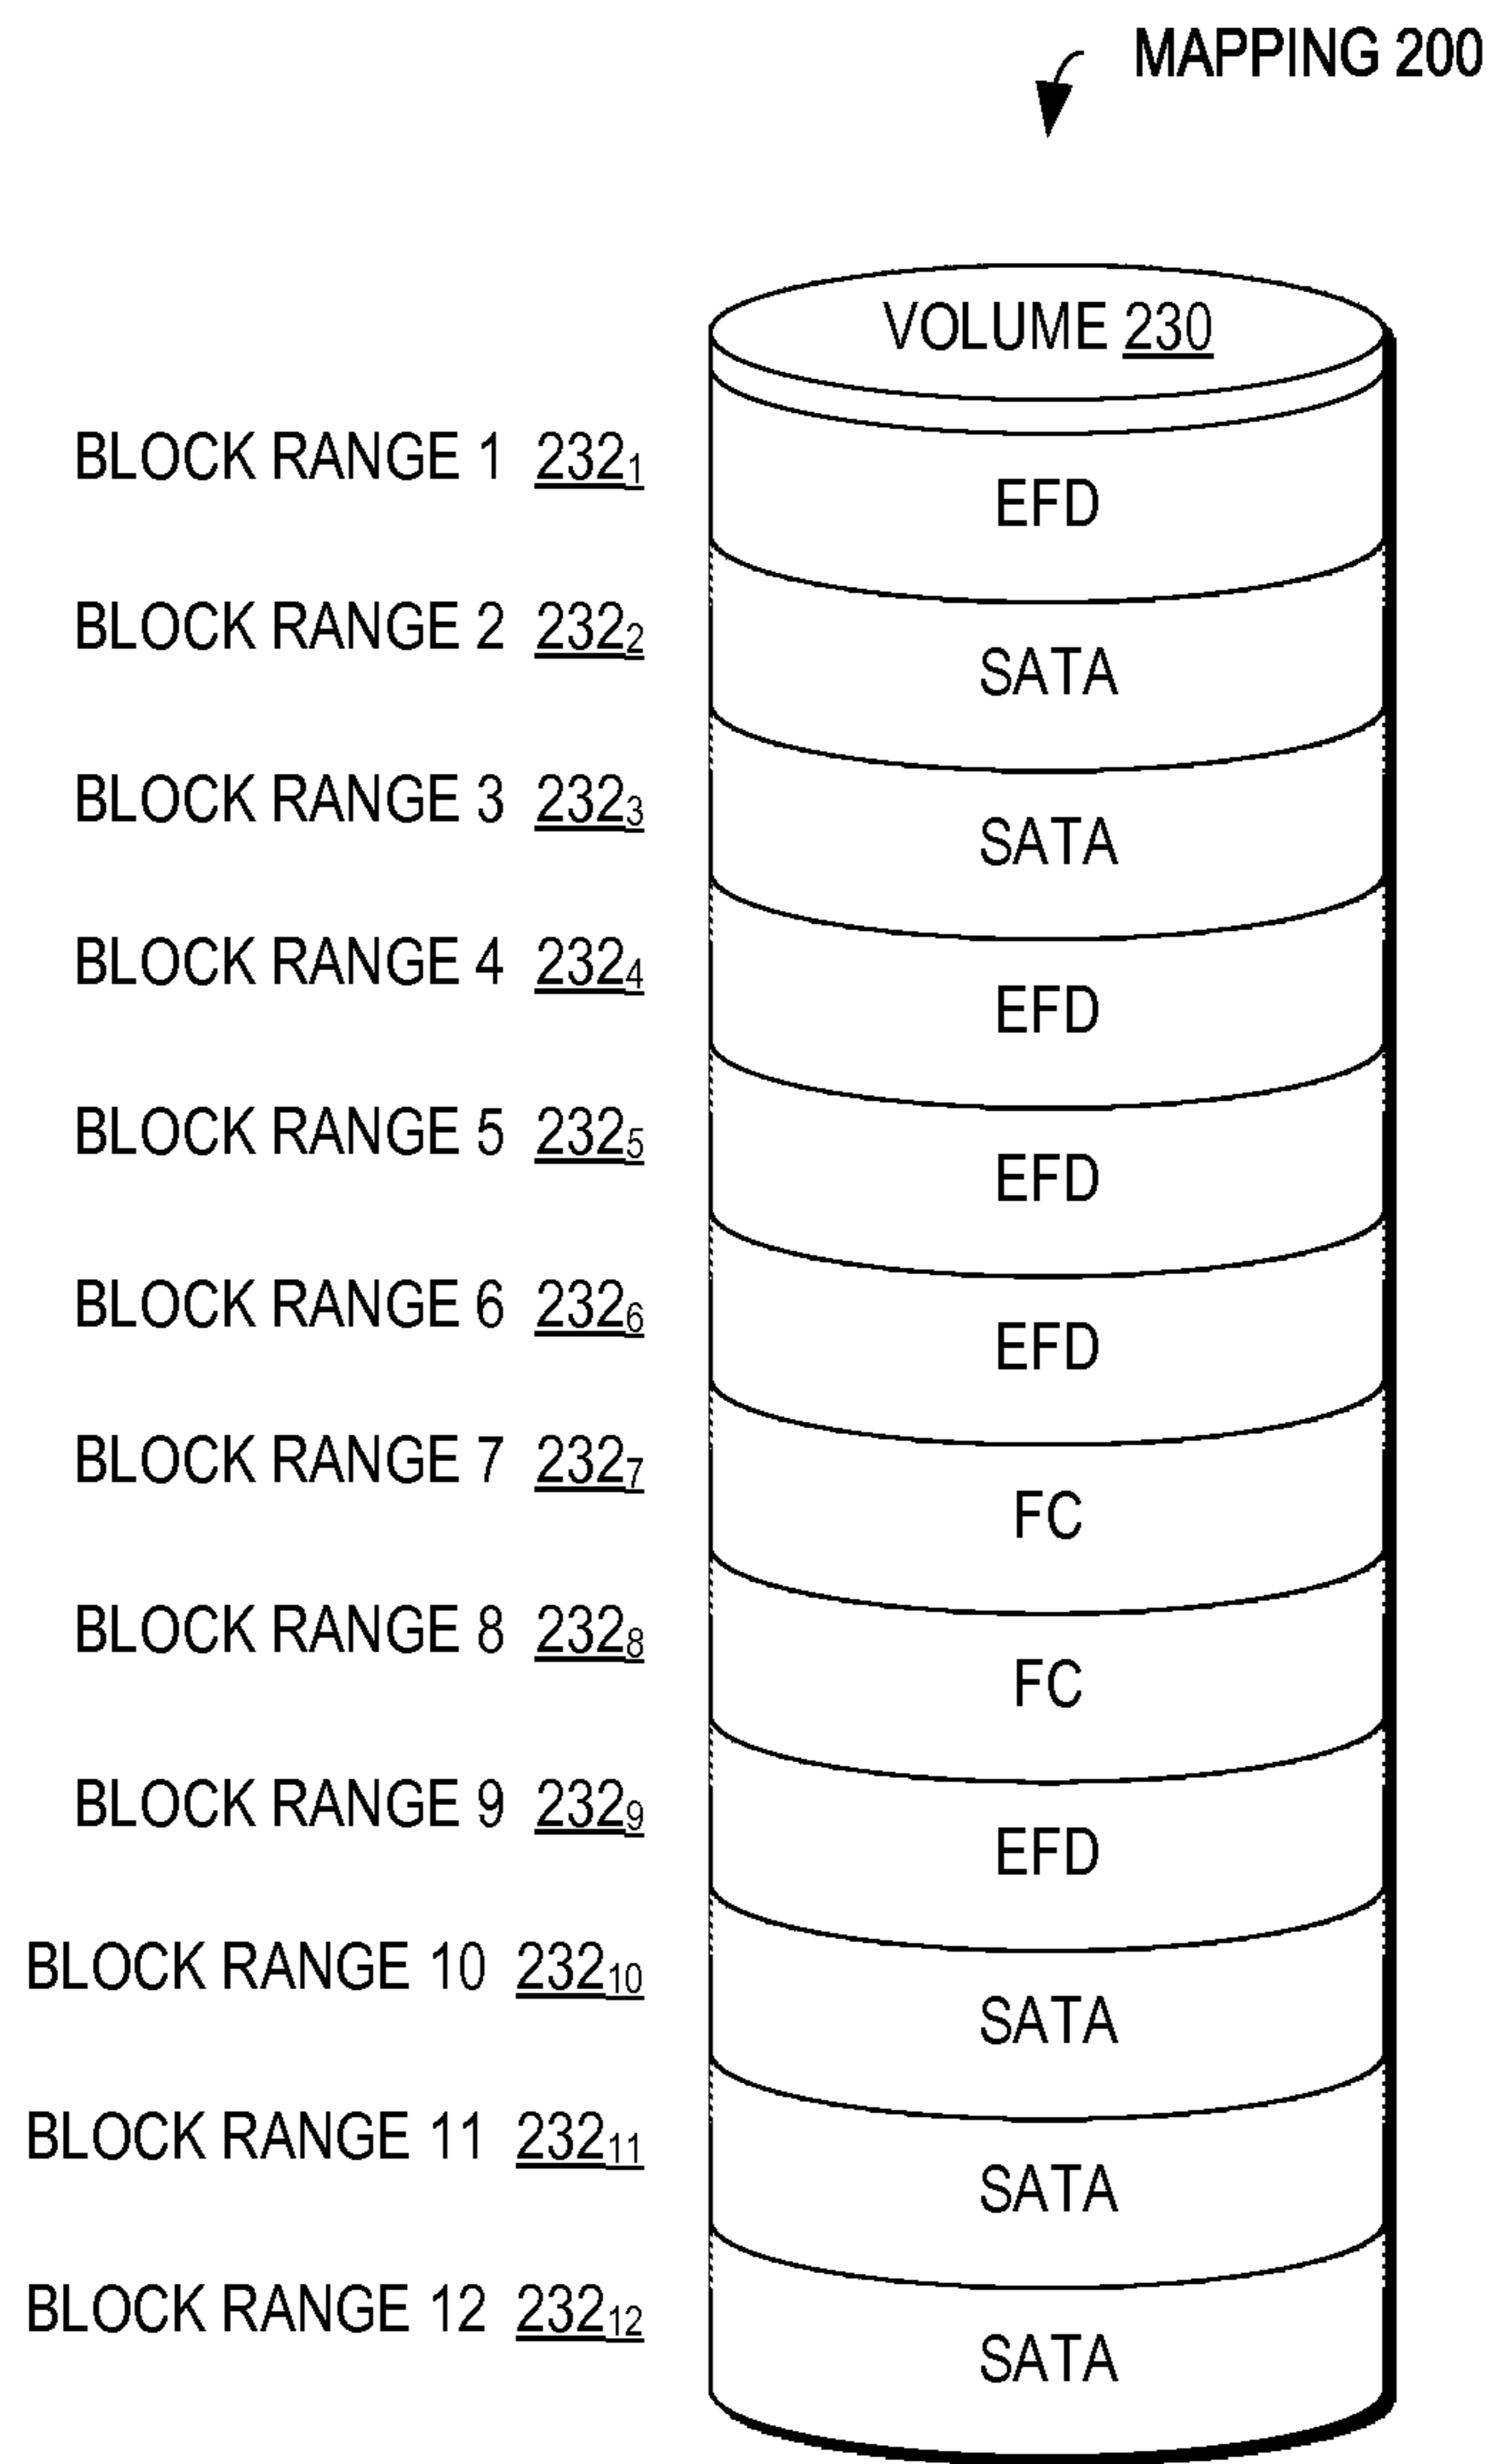 MAPPING 200
VOLUME 230
BLOCK RANGE 1 232₁
EFD
BLOCK RANGE 2 232₂
SATA
BLOCK RANGE 3 232₃
SATA
BLOCK RANGE 4 232₄
EFD
BLOCK RANGE 5 232₅
EFD
BLOCK RANGE 6 232₆
EFD
BLOCK RANGE 7 232₇
FC
BLOCK RANGE 8 232₈
FC
BLOCK RANGE 9 232₉
EFD
BLOCK RANGE 10 232₁₀
SATA
BLOCK RANGE 11 232₁₁
SATA
BLOCK RANGE 12 232₁₂
SATA